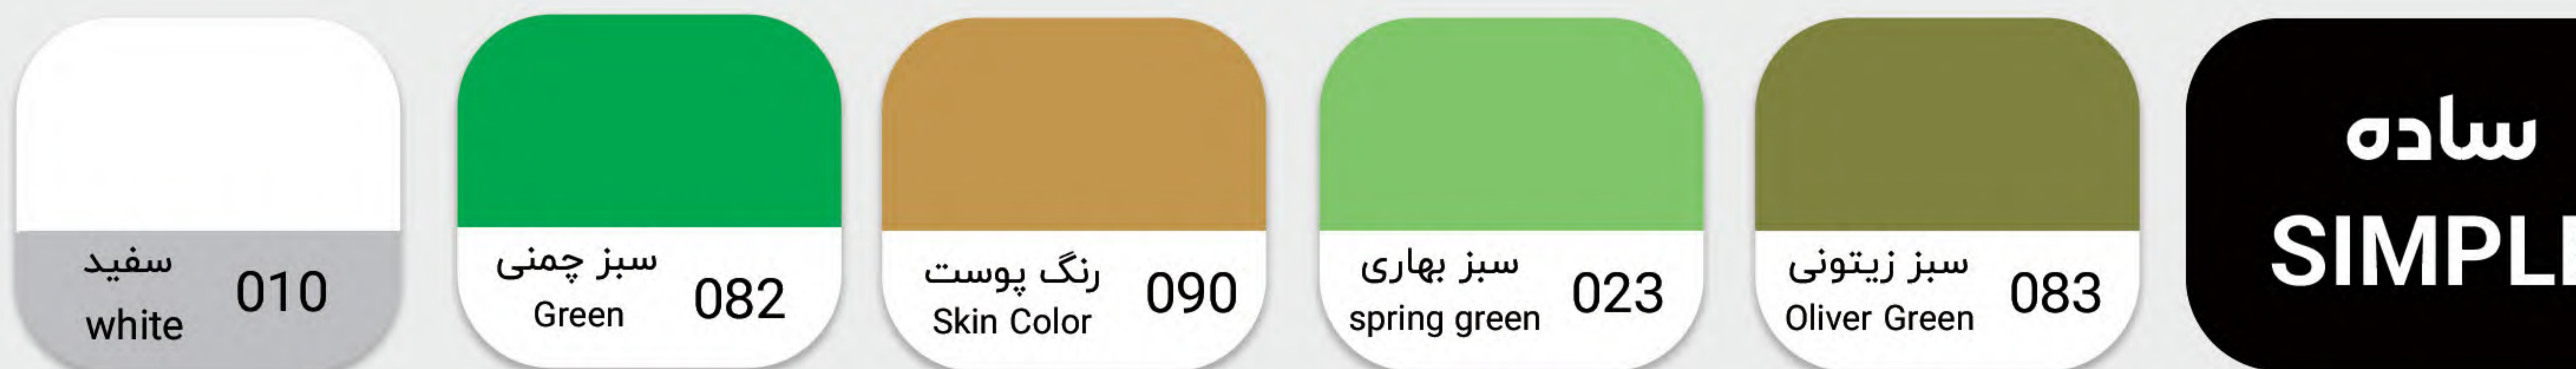 سفید
white
010
سبز چمنی
Green
082
رنگ پوست
Skin Color
090
سبز بهاری
spring green
023
سبز زیتونی
Oliver Green
083
ساده
SIMPLE